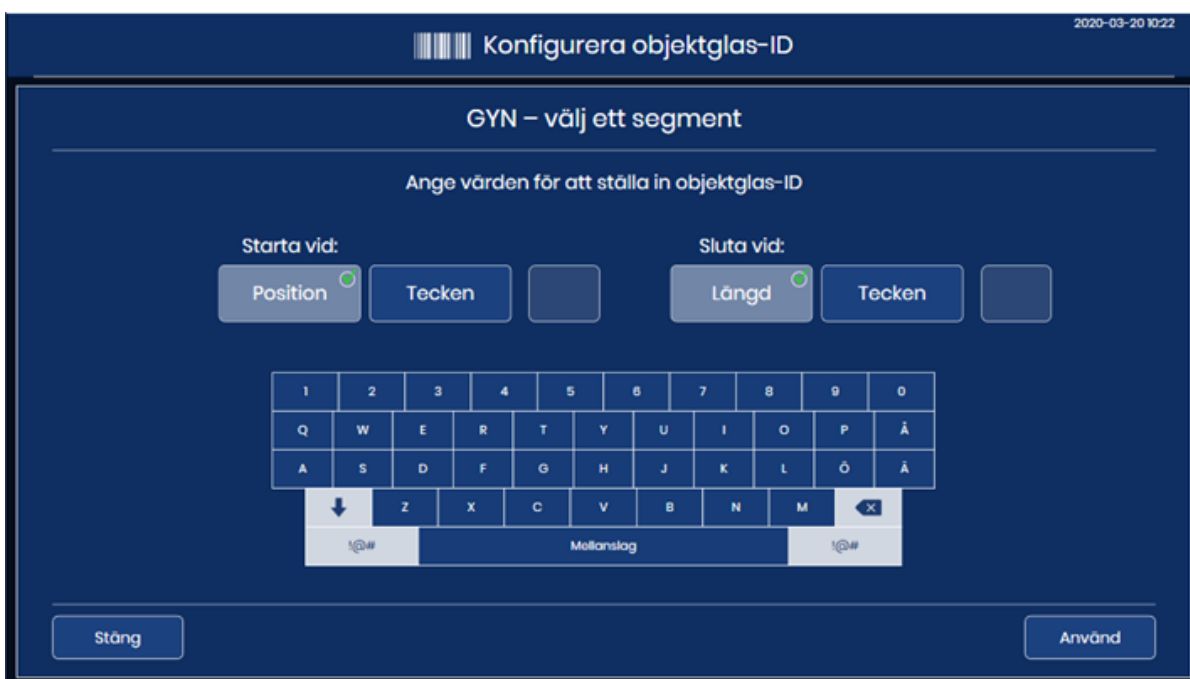 2020-03-20 10:22
Konfigurera objektglas-ID
GYN – välj ett segment
Ange värden för att ställa in objektglas-ID
Starta vid: Sluta vid:
Position Tecken Längd Tecken
1 2 3 4 5 6 7 8 9 0
Q W E R T Y U I O P Å
A S D F G H J K L Ö Ä
Z X C V B N M
!@# Mellanslag !@#
Stäng Använd